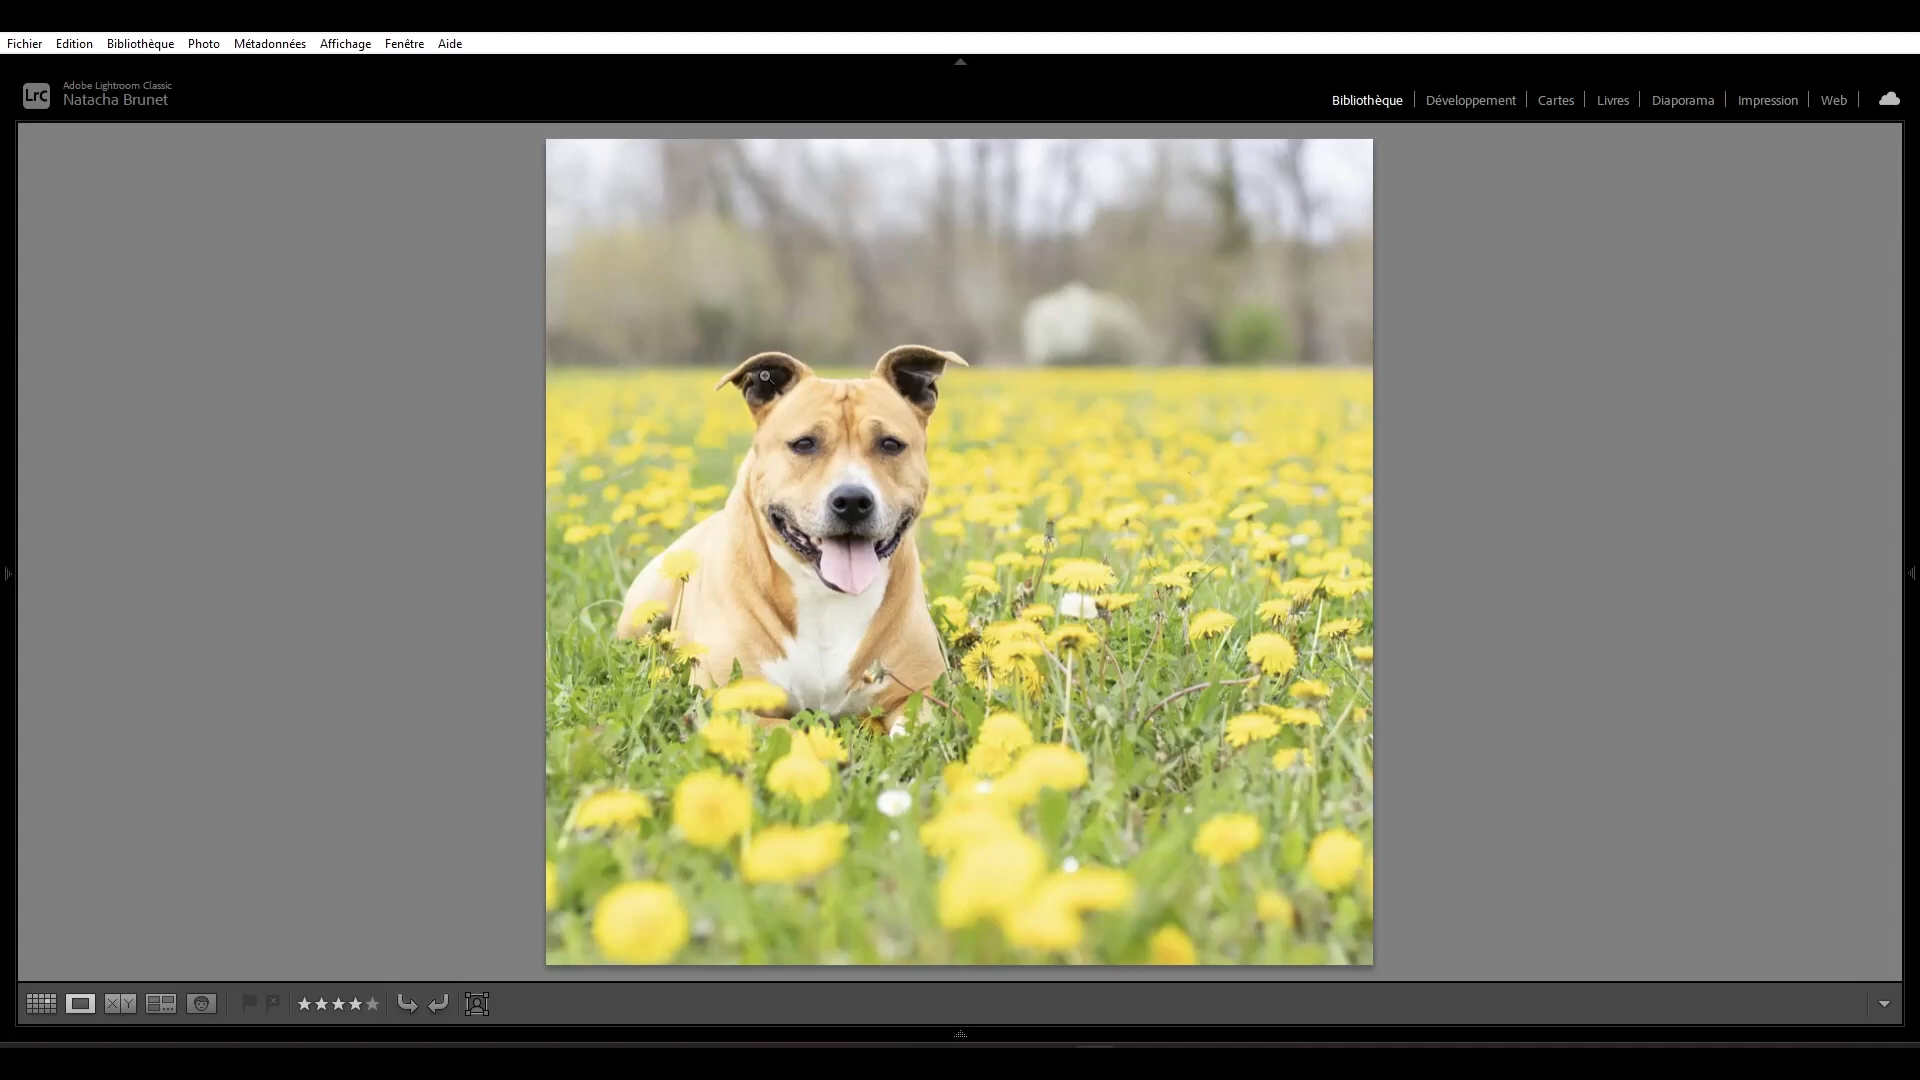 Fichier Edition Bibliothèque Photo Métadonnées Affichage Fenêtre Aide
LrC
Adobe Lightroom Classic
Natacha Brunet
Bibliothèque Développement Cartes Livres Diaporama Impression Web
X Y